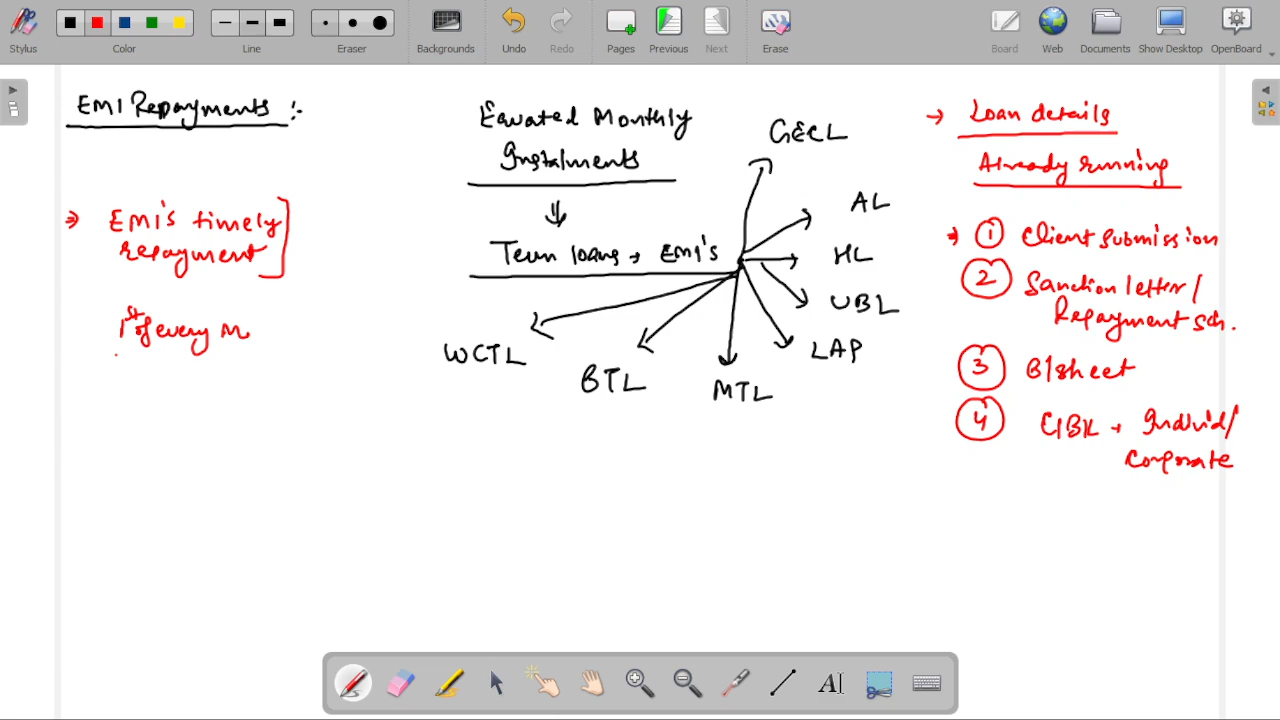 Stylus
Color
Line
Eraser
Backgrounds
Undo
Redo
Pages
Previous
Next
Erase
Board
Web
Documents
Show Desktop
OpenBoard
EMI Repayments :-
⇒ EMI's timely
repayment
1st of every M
Equated Monthly
Instalments
⇓
Term loans → EMI's
GECL
AL
HL
UBL
LAP
MTL
BTL
WCTL
→ Loan details
Already running
→ 1 Client submission
2 Sanction letter/
Repayment Sch.
3 B/sheet
4 CIBIL → Individ/
Corporate
AI